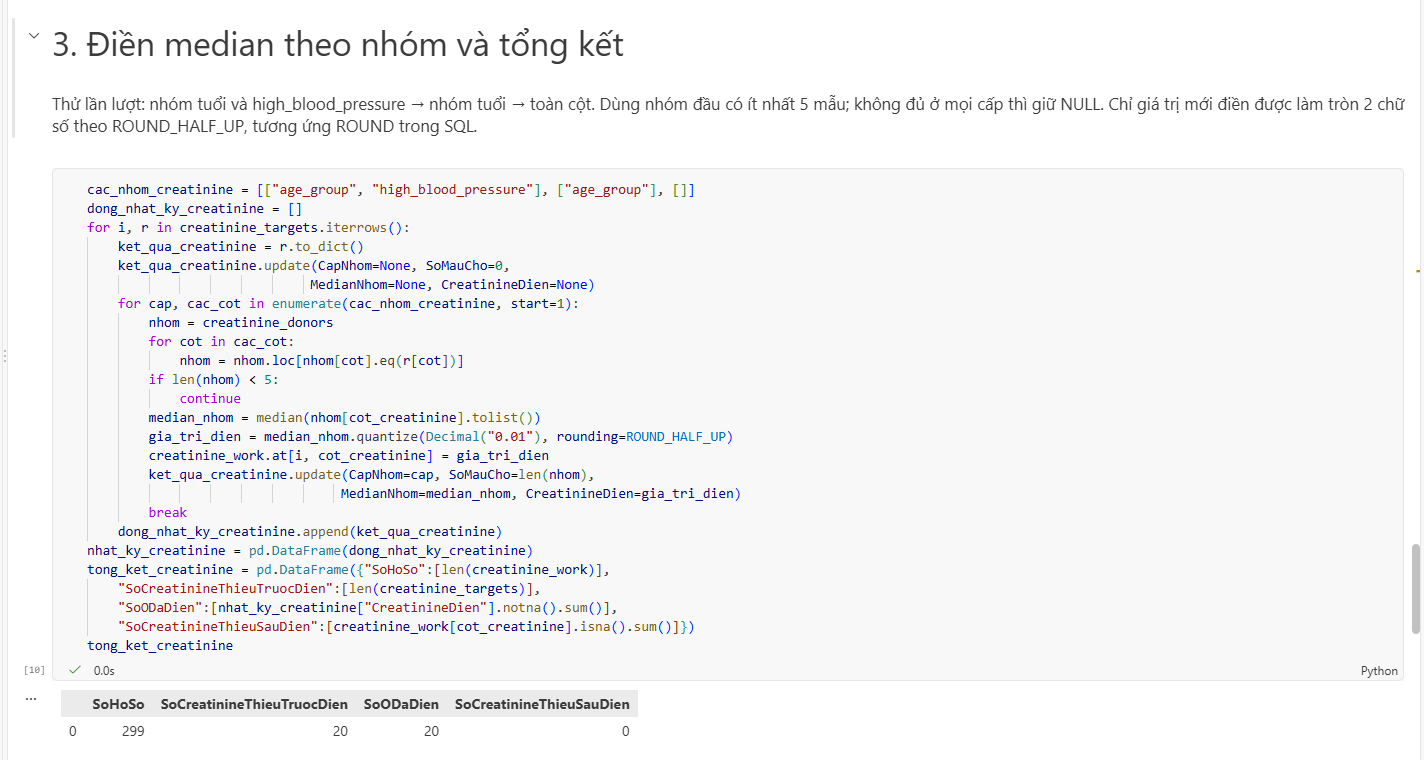 3. Điền median theo nhóm và tổng kết
Thử lần lượt: nhóm tuổi và high_blood_pressure → nhóm tuổi → toàn cột. Dùng nhóm đầu có ít nhất 5 mẫu; không đủ ở mọi cấp thì giữ NULL. Chỉ giá trị mới điền được làm tròn 2 chữ
số theo ROUND_HALF_UP, tương ứng ROUND trong SQL.
cac_nhom_creatinine = [["age_group", "high_blood_pressure"], ["age_group"], []]
dong_nhat_ky_creatinine = []
for i, r in creatinine_targets.iterrows():
    ket_qua_creatinine = r.to_dict()
    ket_qua_creatinine.update(CapNhom=None, SoMauCho=0,
                            MedianNhom=None, CreatinineDien=None)
    for cap, cac_cot in enumerate(cac_nhom_creatinine, start=1):
        nhom = creatinine_donors
        for cot in cac_cot:
            nhom = nhom.loc[nhom[cot].eq(r[cot])]
        if len(nhom) < 5:
            continue
        median_nhom = median(nhom[cot_creatinine].tolist())
        gia_tri_dien = median_nhom.quantize(Decimal("0.01"), rounding=ROUND_HALF_UP)
        creatinine_work.at[i, cot_creatinine] = gia_tri_dien
        ket_qua_creatinine.update(CapNhom=cap, SoMauCho=len(nhom),
                                MedianNhom=median_nhom, CreatinineDien=gia_tri_dien)
        break
    dong_nhat_ky_creatinine.append(ket_qua_creatinine)
nhat_ky_creatinine = pd.DataFrame(dong_nhat_ky_creatinine)
tong_ket_creatinine = pd.DataFrame({"SoHoSo":[len(creatinine_work)],
    "SoCreatinineThieuTruocDien":[len(creatinine_targets)],
    "SoODaDien":[nhat_ky_creatinine["CreatinineDien"].notna().sum()],
    "SoCreatinineThieuSauDien":[creatinine_work[cot_creatinine].isna().sum()]})
tong_ket_creatinine
[10] 0.0s Python
SoHoSo SoCreatinineThieuTruocDien SoODaDien SoCreatinineThieuSauDien
0 299 20 20 0